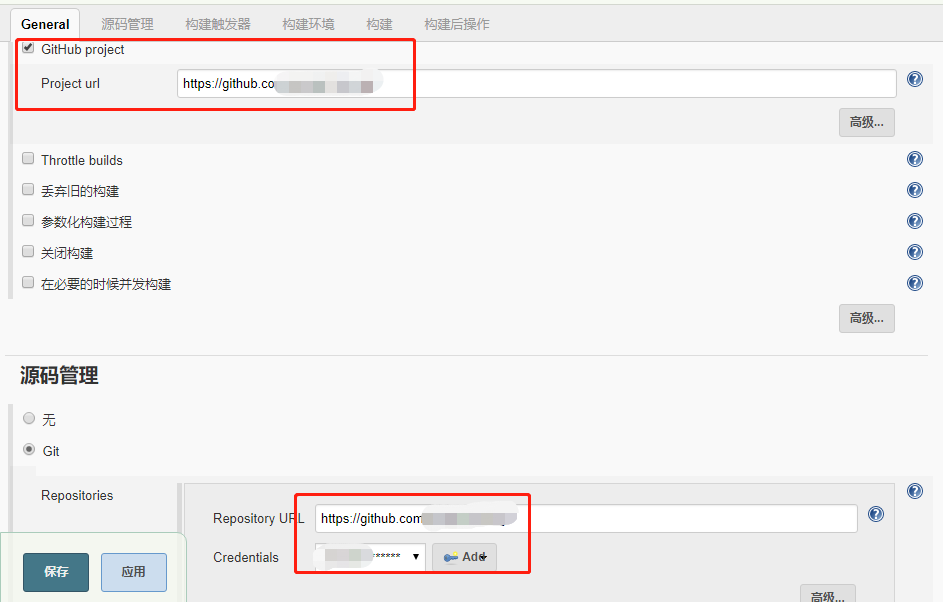 General 源码管理 构建触发器 构建环境 构建 构建后操作
GitHub project
Project url https://github.co
高级...
Throttle builds
丢弃旧的构建
参数化构建过程
关闭构建
在必要的时候并发构建
高级...
源码管理
无
Git
Repositories
Repository URL https://github.com
Credentials ****** Add
保存 应用
高级...